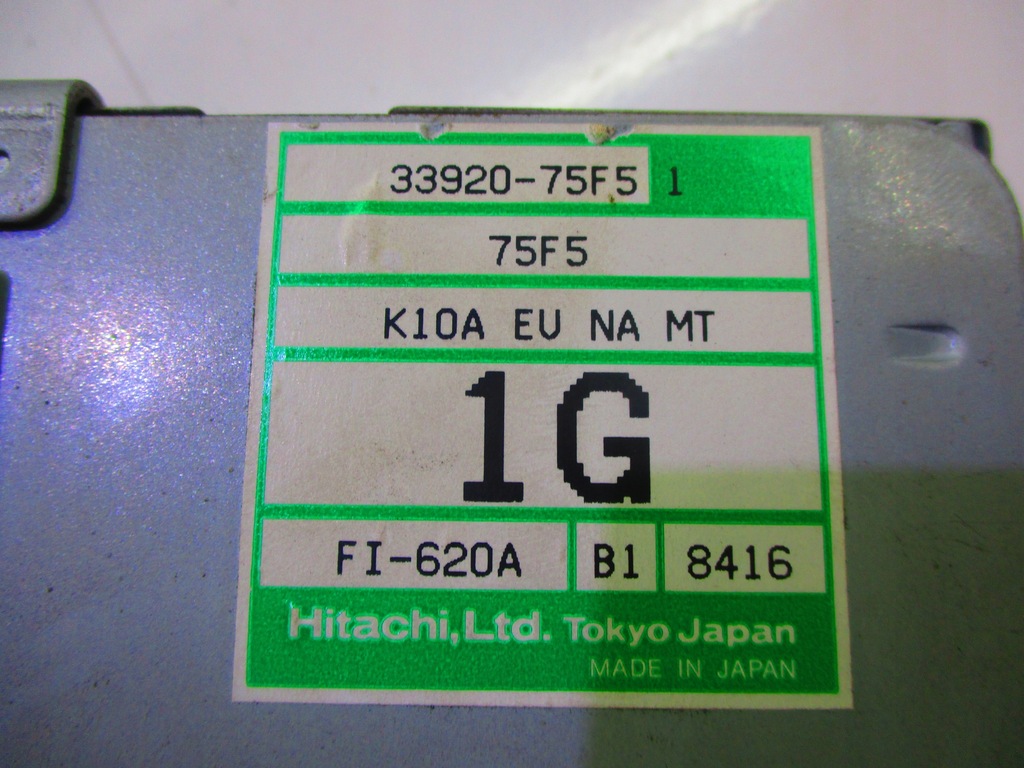 33920-75F5 1
75F5
K10A EU NA MT
1G
FI-620A B1 8416
Hitachi,Ltd. Tokyo Japan
MADE IN JAPAN